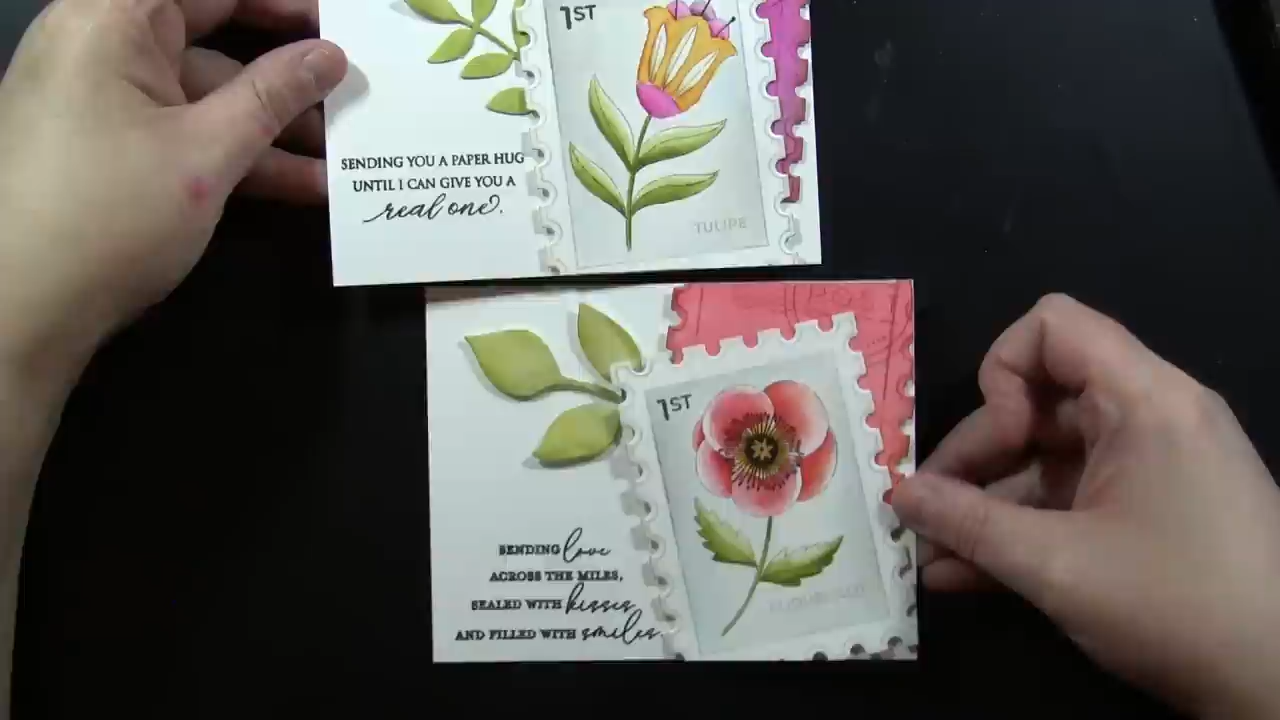 1ST
SENDING YOU A PAPER HUG
UNTIL I CAN GIVE YOU A
real one.
TULIPE
1ST
SENDING love
ACROSS THE MILES,
SEALED WITH kisses
AND FILLED WITH smiles